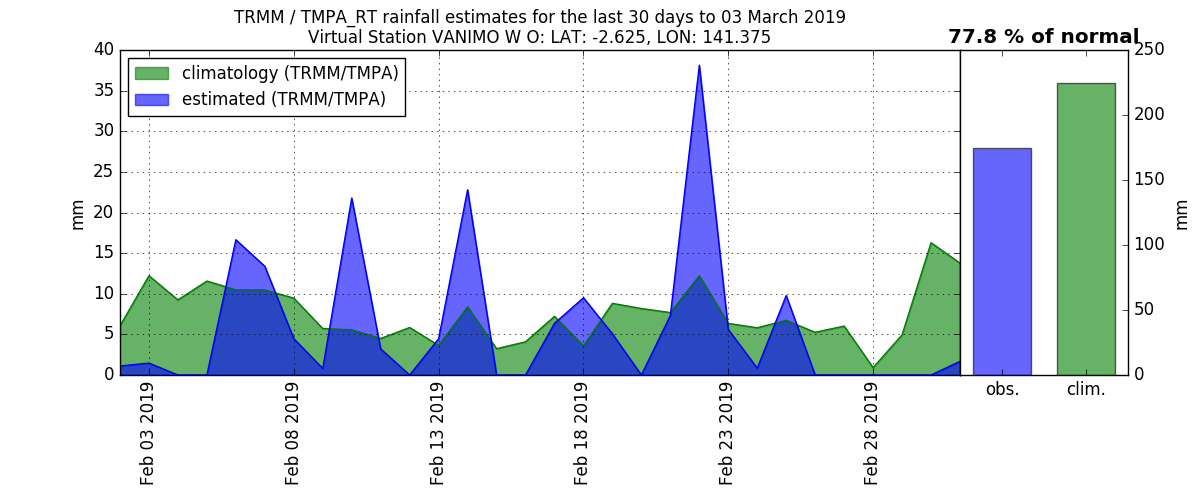 TRMM / TMPA_RT rainfall estimates for the last 30 days to 03 March 2019
Virtual Station VANIMO W O: LAT: -2.625, LON: 141.375
77.8 % of normal
climatology (TRMM/TMPA)
estimated (TRMM/TMPA)
mm
40
35
30
25
20
15
10
5
0
Feb 03 2019
Feb 08 2019
Feb 13 2019
Feb 18 2019
Feb 23 2019
Feb 28 2019
obs.
clim.
250
200
150
100
50
0
mm